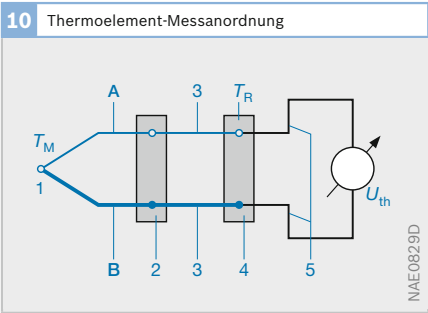 10 Thermoelement-Messanordnung
A 3 T_R
T_M
1
U_th
B 2 3 4 5
NAE0829D